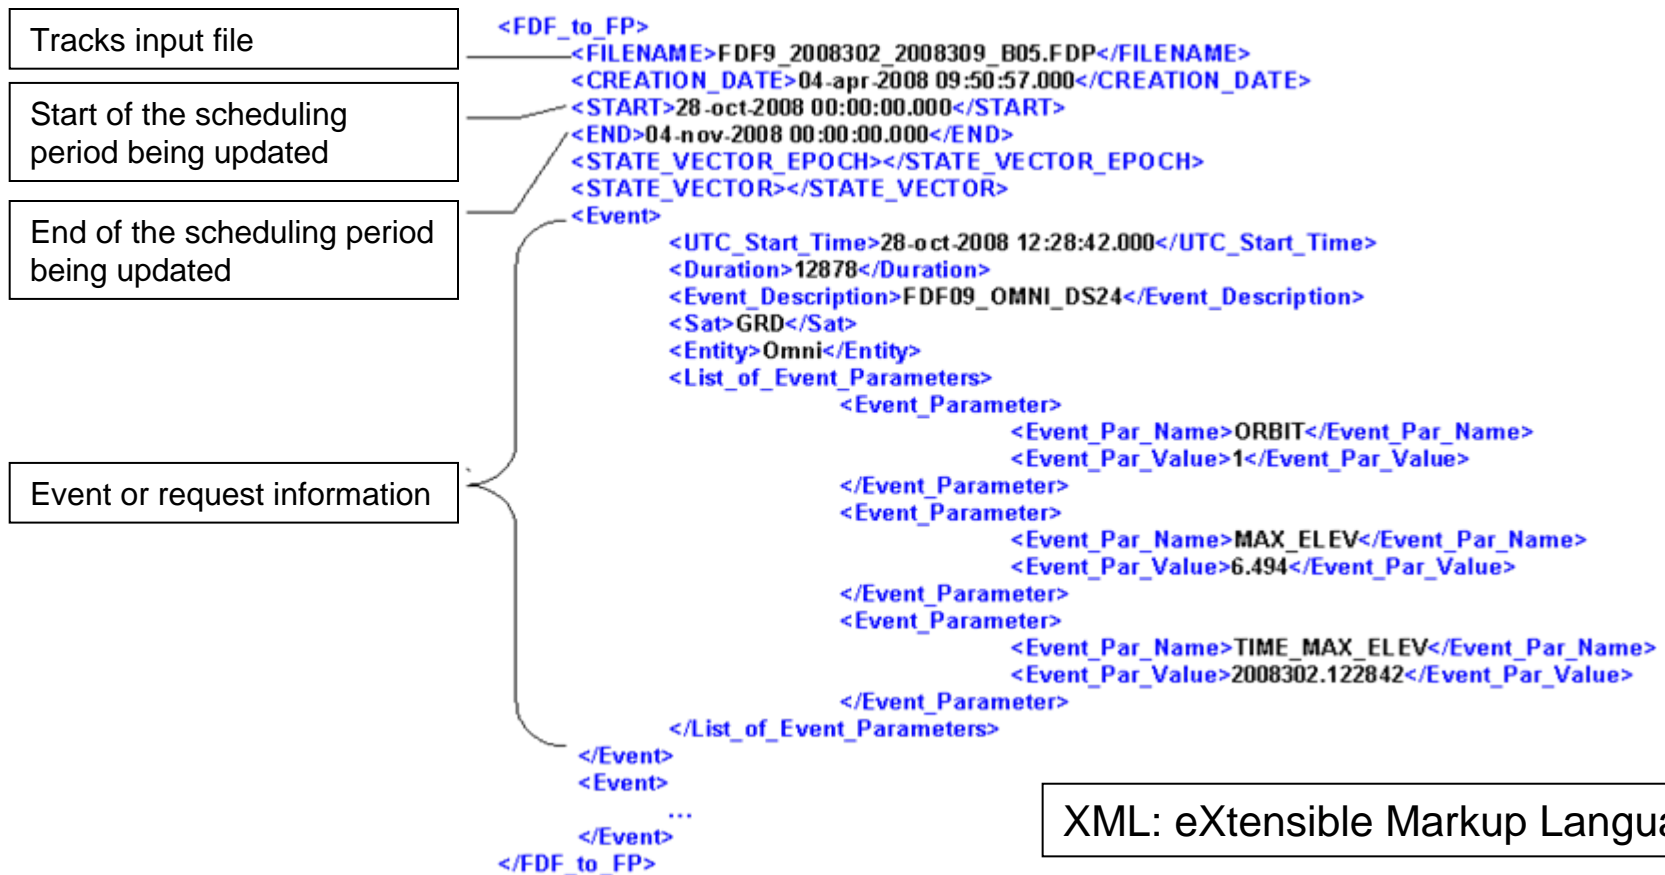 Tracks input file
Start of the scheduling
period being updated
End of the scheduling period
being updated
Event or request information
<FDF_to_FP>
<FILENAME>FDF9_2008302_2008309_B05.FDP</FILENAME>
<CREATION_DATE>04-apr-2008 09:50:57.000</CREATION_DATE>
<START>28-oct-2008 00:00:00.000</START>
<END>04-nov-2008 00:00:00.000</END>
<STATE_VECTOR_EPOCH></STATE_VECTOR_EPOCH>
<STATE_VECTOR></STATE_VECTOR>
<Event>
<UTC_Start_Time>28-oct-2008 12:28:42.000</UTC_Start_Time>
<Duration>12878</Duration>
<Event_Description>FDF09_OMNI_DS24</Event_Description>
<Sat>GRD</Sat>
<Entity>Omni</Entity>
<List_of_Event_Parameters>
<Event_Parameter>
<Event_Par_Name>ORBIT</Event_Par_Name>
<Event_Par_Value>1</Event_Par_Value>
</Event_Parameter>
<Event_Parameter>
<Event_Par_Name>MAX_ELEV</Event_Par_Name>
<Event_Par_Value>6.494</Event_Par_Value>
</Event_Parameter>
<Event_Parameter>
<Event_Par_Name>TIME_MAX_ELEV</Event_Par_Name>
<Event_Par_Value>2008302.122842</Event_Par_Value>
</Event_Parameter>
</List_of_Event_Parameters>
</Event>
<Event>
...
</Event>
</FDF_to_FP>
XML: eXtensible Markup Langua